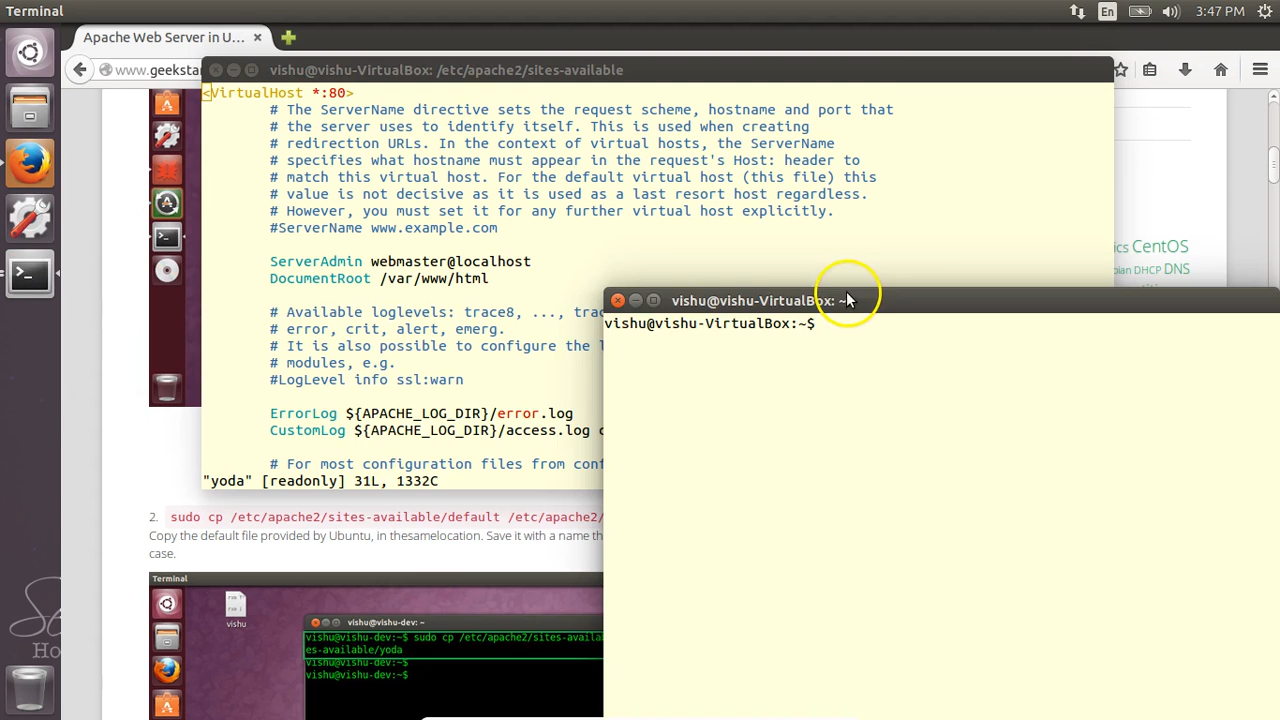 Terminal
En
3:47 PM
Apache Web Server in U...
www.geeksta
vishu@vishu-VirtualBox: /etc/apache2/sites-available
<VirtualHost *:80>
# The ServerName directive sets the request scheme, hostname and port that
# the server uses to identify itself. This is used when creating
# redirection URLs. In the context of virtual hosts, the ServerName
# specifies what hostname must appear in the request's Host: header to
# match this virtual host. For the default virtual host (this file) this
# value is not decisive as it is used as a last resort host regardless.
# However, you must set it for any further virtual host explicitly.
#ServerName www.example.com
ServerAdmin webmaster@localhost
DocumentRoot /var/www/html
# Available loglevels: trace8, ..., trac
# error, crit, alert, emerg.
# It is also possible to configure the l
# modules, e.g.
#LogLevel info ssl:warn
ErrorLog ${APACHE_LOG_DIR}/error.log
CustomLog ${APACHE_LOG_DIR}/access.log c
# For most configuration files from conf
"yoda" [readonly] 31L, 1332C
ics CentOS
bian DHCP DNS
vishu@vishu-VirtualBox: ~
vishu@vishu-VirtualBox:~$
2. sudo cp /etc/apache2/sites-available/default /etc/apache2/
Copy the default file provided by Ubuntu, in thesamelocation. Save it with a name th
case.
Terminal
vishu
vishu@vishu-dev: ~
vishu@vishu-dev:~$ sudo cp /etc/apache2/sites-availa
es-available/yoda
vishu@vishu-dev:~$
vishu@vishu-dev:~$
Ho